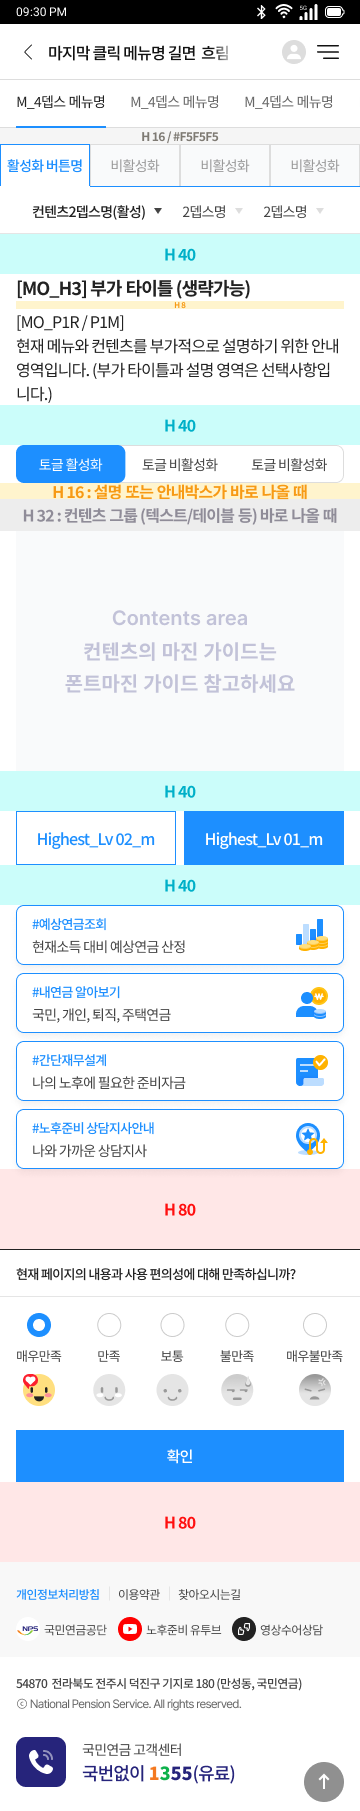 09:30 PM
5G
마지막 클릭 메뉴명 길면 흐림
M_4뎁스 메뉴명 M_4뎁스 메뉴명 M_4뎁스 메뉴명
H 16 / #F5F5F5
활성화 버튼명 비활성화 비활성화 비활성화
컨텐츠2뎁스명(활성) 2뎁스명 2뎁스명
H 40
[MO_H3] 부가 타이틀 (생략가능)
H 8
[MO_P1R / P1M]
현재 메뉴와 컨텐츠를 부가적으로 설명하기 위한 안내
영역입니다. (부가 타이틀과 설명 영역은 선택사항입
니다.)
H 40
토글 활성화 토글 비활성화 토글 비활성화
H 16 : 설명 또는 안내박스가 바로 나올 때
H 32 : 컨텐츠 그룹 (텍스트/테이블 등) 바로 나올 때
Contents area
컨텐츠의 마진 가이드는
폰트마진 가이드 참고하세요
H 40
Highest_Lv 02_m Highest_Lv 01_m
H 40
#예상연금조회
현재소득 대비 예상연금 산정
#내연금 알아보기
국민, 개인, 퇴직, 주택연금
#간단재무설계
나의 노후에 필요한 준비자금
#노후준비 상담지사안내
나와 가까운 상담지사
H 80
현재 페이지의 내용과 사용 편의성에 대해 만족하십니까?
매우만족 만족 보통 불만족 매우불만족
확인
H 80
개인정보처리방침 이용약관 찾아오시는길
NPS 국민연금공단 노후준비 유투브 영상수어상담
54870 전라북도 전주시 덕진구 기지로 180 (만성동, 국민연금)
ⓒ National Pension Service. All rights reserved.
국민연금 고객센터
국번없이 1355(유료)